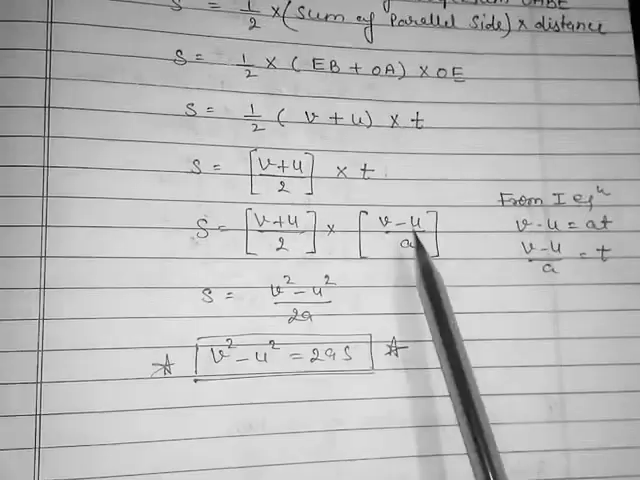 S = 1/2 × (Sum of Parallel Side) × distance
S = 1/2 × ( EB + OA ) × OE
S = 1/2 ( v + u ) × t
S = [v+u/2] × t
From I eqⁿ
S = [v+u/2] × [v-u/a]
v-u = at
v-u/a = t
S = v² - u²/2a
v² - u² = 2as